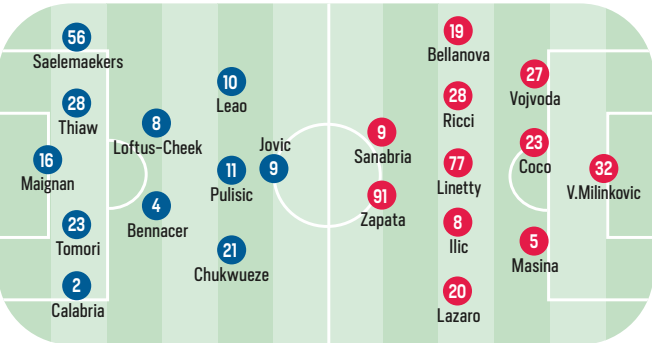 56
Saelemaekers
28
Thiaw
16
Maignan
23
Tomori
2
Calabria
8
Loftus-Cheek
4
Bennacer
10
Leao
11
Pulisic
21
Chukwueze
Jovic
9
9
Sanabria
91
Zapata
19
Bellanova
28
Ricci
77
Linetty
8
Ilic
20
Lazaro
27
Vojvoda
23
Coco
5
Masina
32
V.Milinkovic